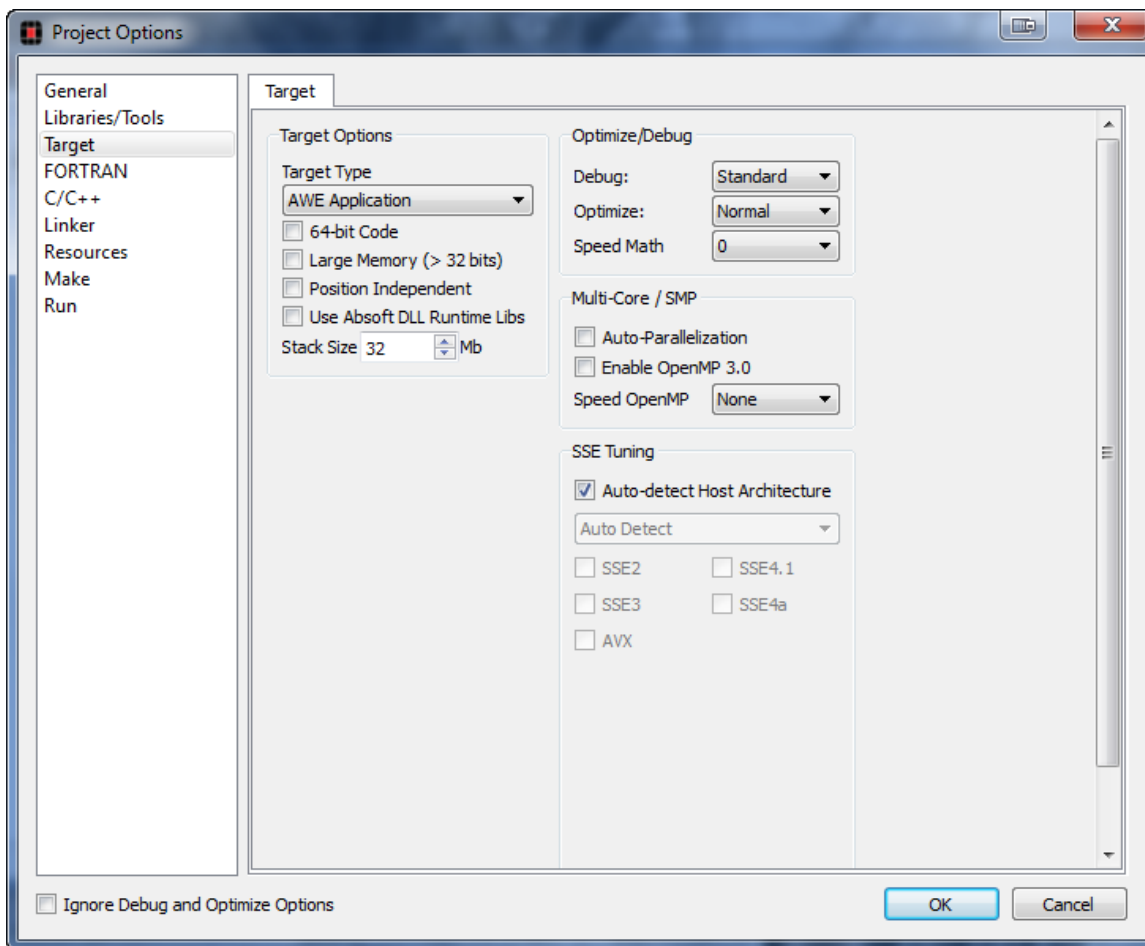 Project Options
General
Libraries/Tools
Target
FORTRAN
C/C++
Linker
Resources
Make
Run
Target
Target Options
Target Type
AWE Application
64-bit Code
Large Memory (> 32 bits)
Position Independent
Use Absoft DLL Runtime Libs
Stack Size 32 Mb
Optimize/Debug
Debug: Standard
Optimize: Normal
Speed Math 0
Multi-Core / SMP
Auto-Parallelization
Enable OpenMP 3.0
Speed OpenMP None
SSE Tuning
Auto-detect Host Architecture
Auto Detect
SSE2 SSE4.1
SSE3 SSE4a
AVX
Ignore Debug and Optimize Options
OK Cancel